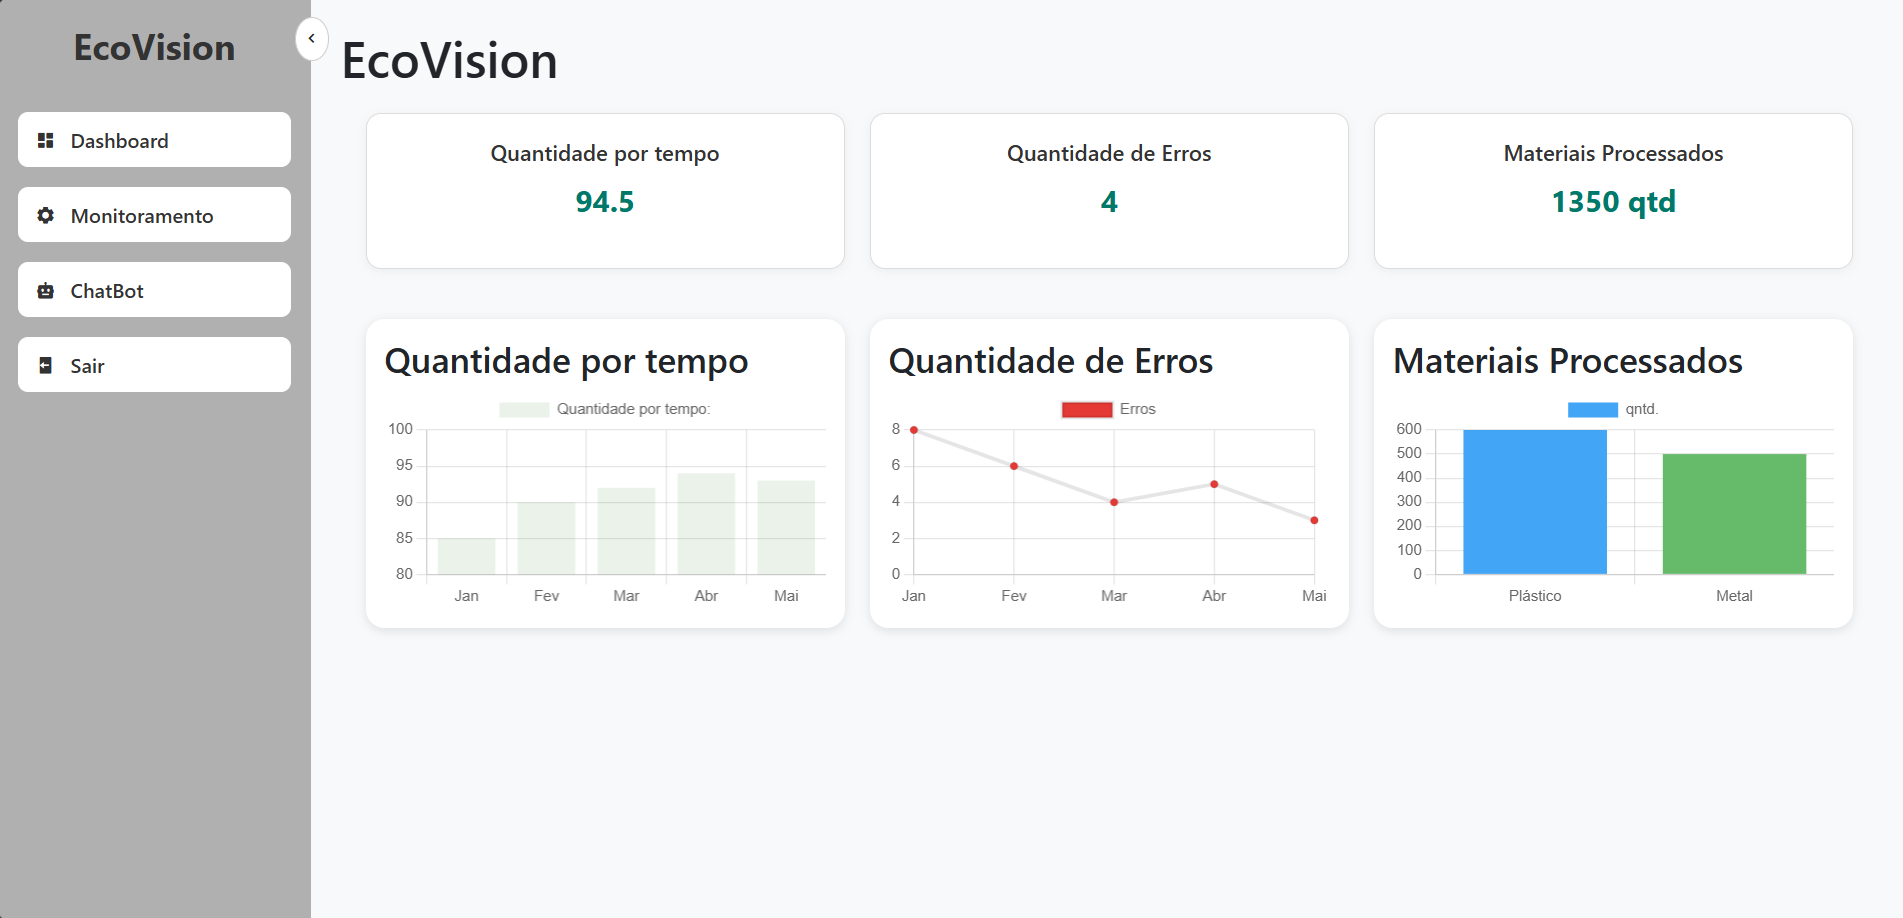 EcoVision
Dashboard
Monitoramento
ChatBot
Sair
EcoVision
Quantidade por tempo
94.5
Quantidade de Erros
4
Materiais Processados
1350 qtd
Quantidade por tempo
Quantidade por tempo:
100
95
90
85
80
Jan Fev Mar Abr Mai
Quantidade de Erros
Erros
8
6
4
2
0
Jan Fev Mar Abr Mai
Materiais Processados
qntd.
600
500
400
300
200
100
0
Plástico Metal